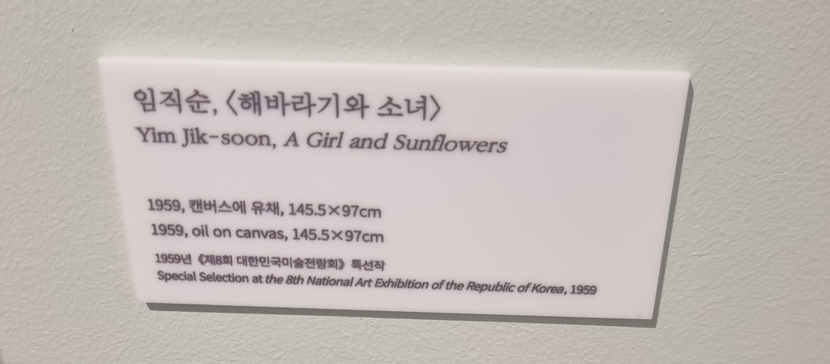 임직순, 〈해바라기와 소녀〉
Yim Jik-soon, A Girl and Sunflowers
1959, 캔버스에 유채, 145.5×97cm
1959, oil on canvas, 145.5×97cm
1959년 《제8회 대한민국미술전람회》 특선작
Special Selection at the 8th National Art Exhibition of the Republic of Korea, 1959